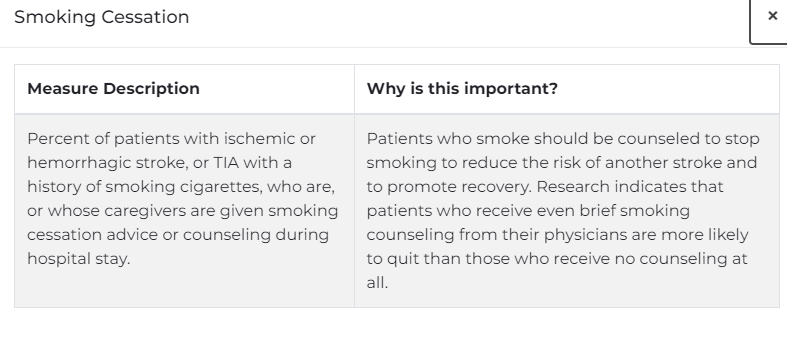 Smoking Cessation
×
Measure Description
Why is this important?
Percent of patients with ischemic or
hemorrhagic stroke, or TIA with a
history of smoking cigarettes, who are,
or whose caregivers are given smoking
cessation advice or counseling during
hospital stay.
Patients who smoke should be counseled to stop
smoking to reduce the risk of another stroke and
to promote recovery. Research indicates that
patients who receive even brief smoking
counseling from their physicians are more likely
to quit than those who receive no counseling at
all.